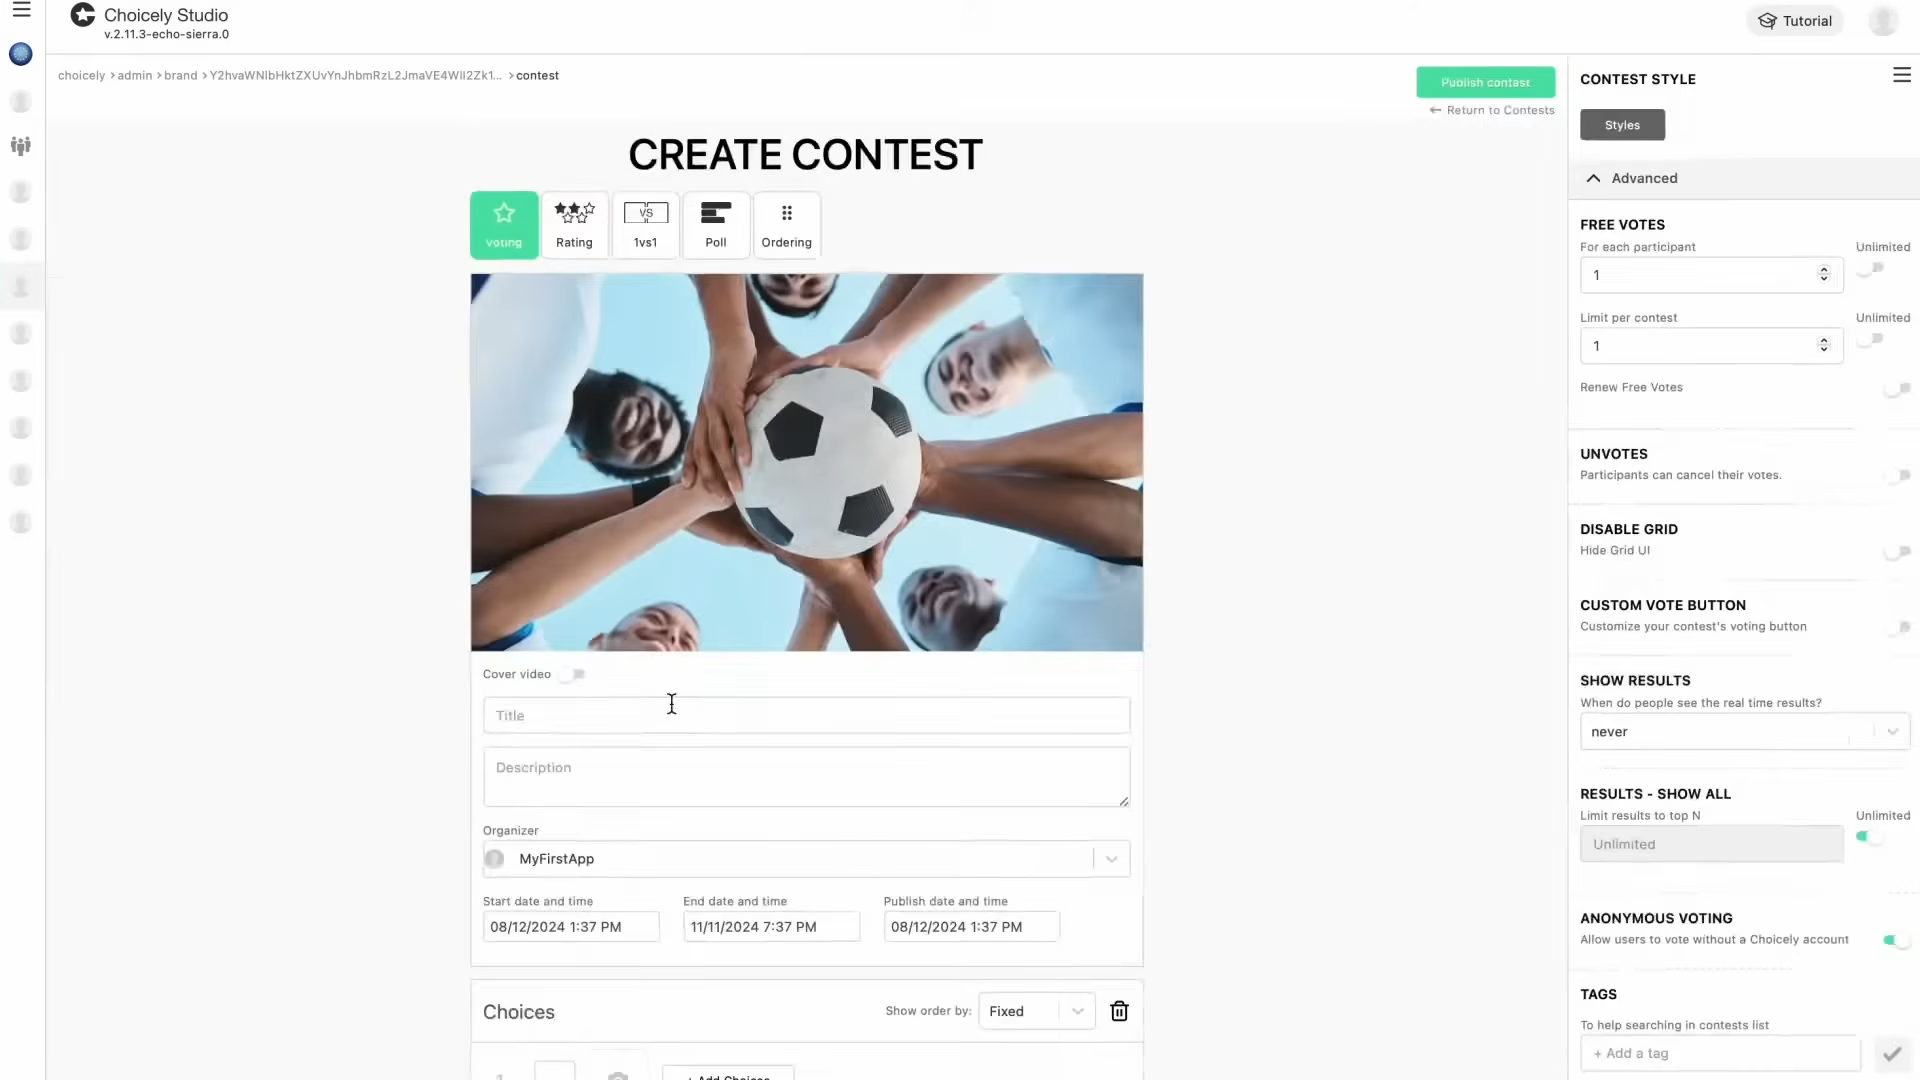 Choicely Studio
v.2.11.3-echo-sierra.0
Tutorial
choicely > admin > brand > Y2hvaWNlbHktZXUvYnJhbmRzL2JmaVE4WlI2Zk1... > contest
Publish contest
← Return to Contests
CREATE CONTEST
Voting
Rating
VS
1vs1
Poll
Ordering
Cover video
Title
Description
Organizer
MyFirstApp
Start date and time
End date and time
Publish date and time
08/12/2024 1:37 PM
11/11/2024 7:37 PM
08/12/2024 1:37 PM
Choices
Show order by:
Fixed
1
+ Add Choices
CONTEST STYLE
Styles
Advanced
FREE VOTES
For each participant
Unlimited
1
Limit per contest
Unlimited
1
Renew Free Votes
UNVOTES
Participants can cancel their votes.
DISABLE GRID
Hide Grid UI
CUSTOM VOTE BUTTON
Customize your contest's voting button
SHOW RESULTS
When do people see the real time results?
never
RESULTS - SHOW ALL
Limit results to top N
Unlimited
Unlimited
ANONYMOUS VOTING
Allow users to vote without a Choicely account
TAGS
To help searching in contests list
+ Add a tag